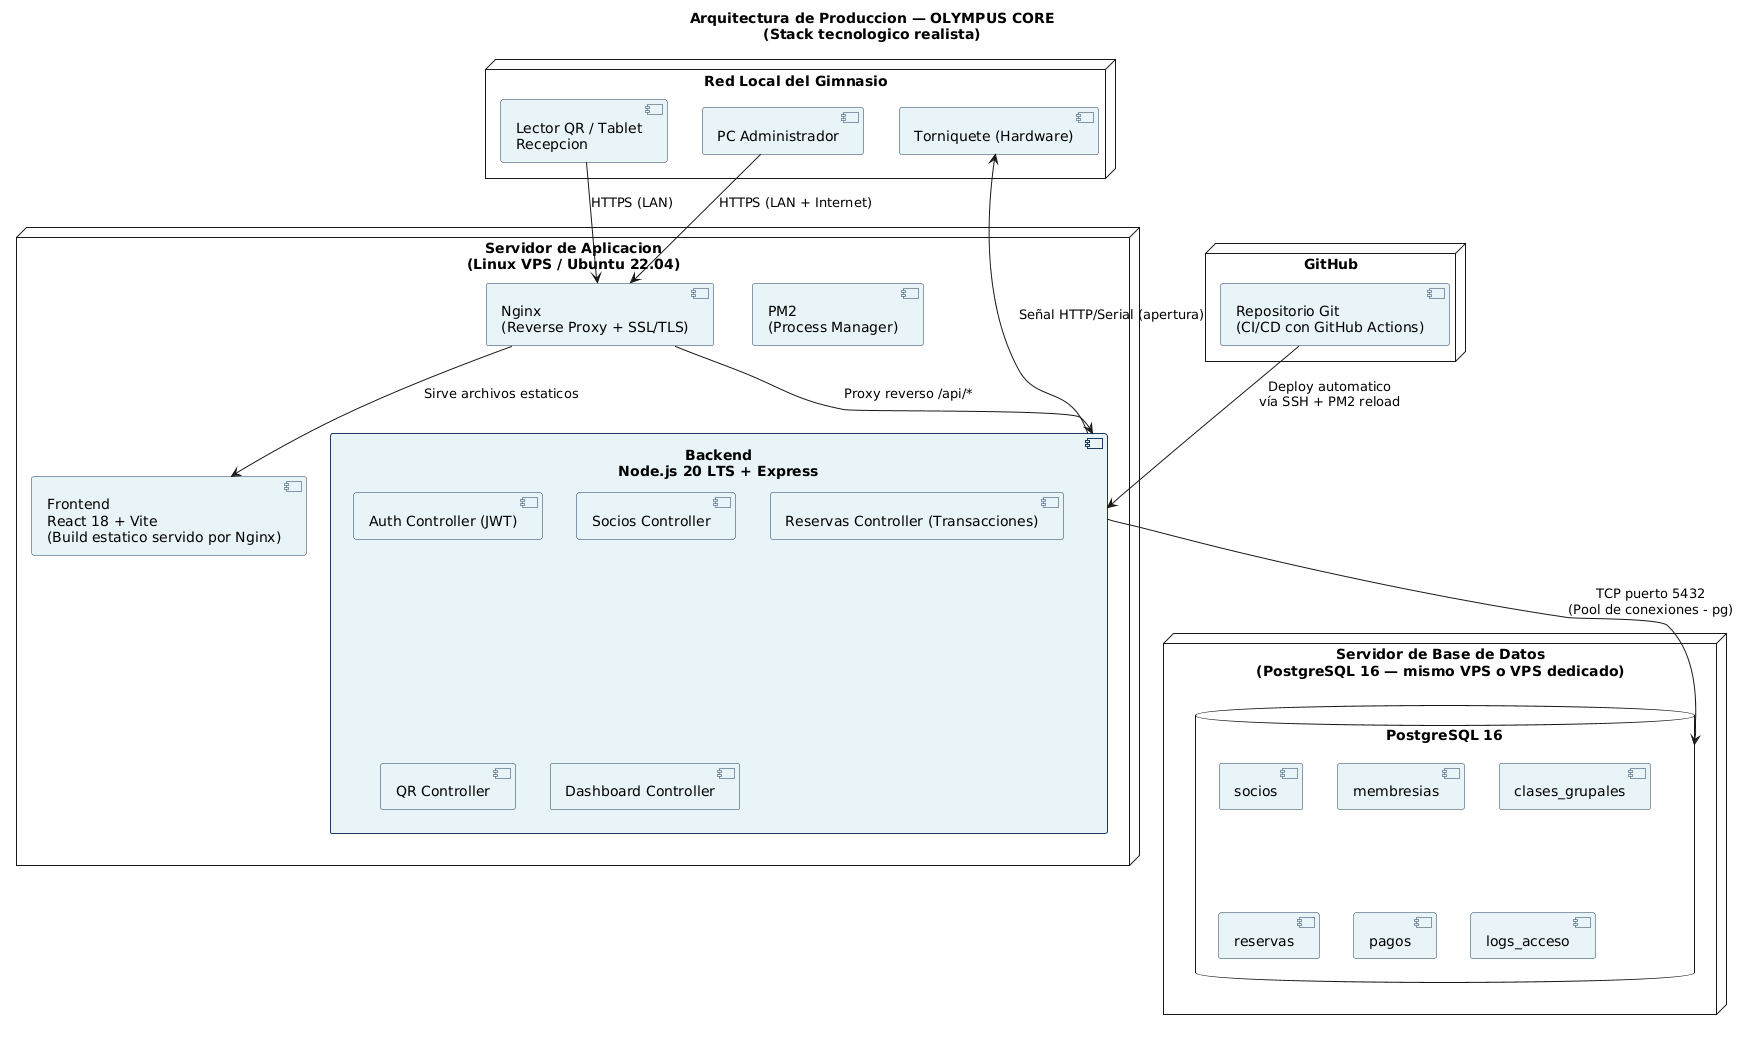 Arquitectura de Produccion — OLYMPUS CORE
(Stack tecnologico realista)
Red Local del Gimnasio
Lector QR / Tablet
Recepcion
PC Administrador
Torniquete (Hardware)
HTTPS (LAN)
HTTPS (LAN + Internet)
Servidor de Aplicacion
(Linux VPS / Ubuntu 22.04)
Nginx
(Reverse Proxy + SSL/TLS)
PM2
(Process Manager)
Señal HTTP/Serial (apertura)
GitHub
Repositorio Git
(CI/CD con GitHub Actions)
Sirve archivos estaticos
Proxy reverso /api/*
Deploy automatico
vía SSH + PM2 reload
Frontend
React 18 + Vite
(Build estatico servido por Nginx)
Backend
Node.js 20 LTS + Express
Auth Controller (JWT)
Socios Controller
Reservas Controller (Transacciones)
QR Controller
Dashboard Controller
TCP puerto 5432
(Pool de conexiones - pg)
Servidor de Base de Datos
(PostgreSQL 16 — mismo VPS o VPS dedicado)
PostgreSQL 16
socios
membresias
clases_grupales
reservas
pagos
logs_acceso